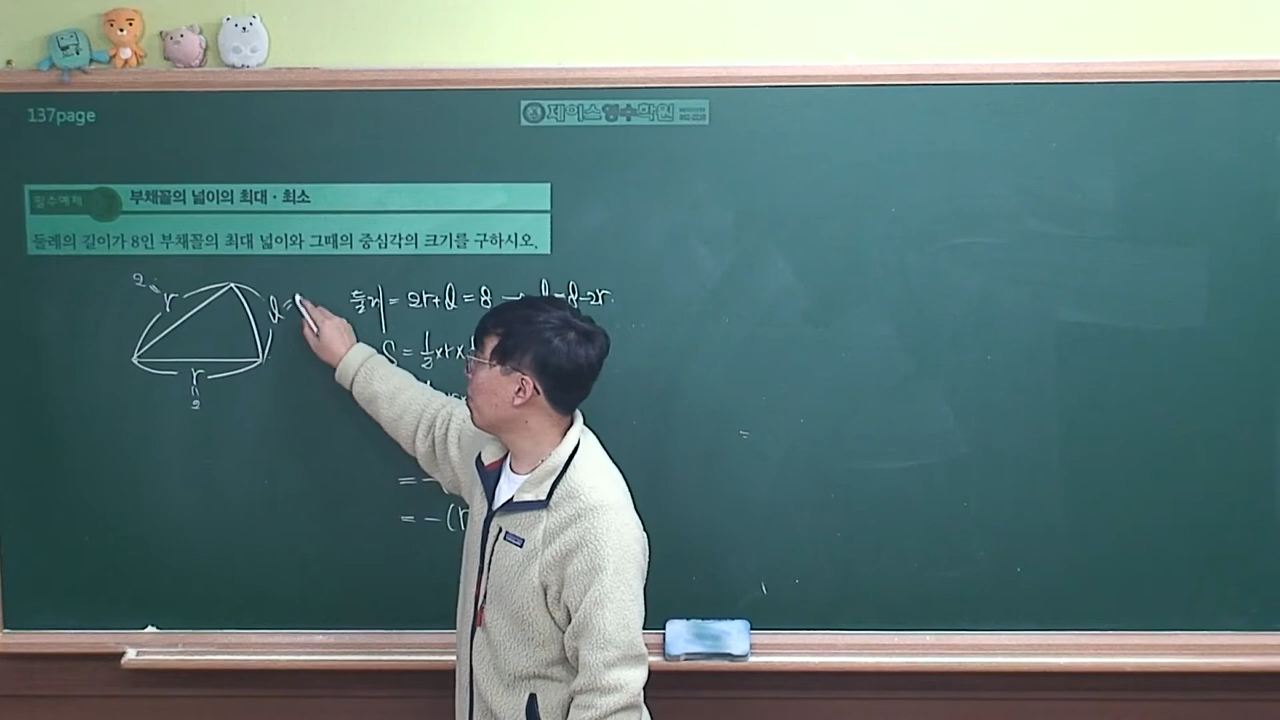 137page
제이스영수학원
필수예제
부채꼴의 넓이의 최대 · 최소
둘레의 길이가 8인 부채꼴의 최대 넓이와 그때의 중심각의 크기를 구하시오.
2 = r
l =
r
=
2
둘레 = 2r+l = 8 → l=8-2r.
S = ½×r×
=
= -(r